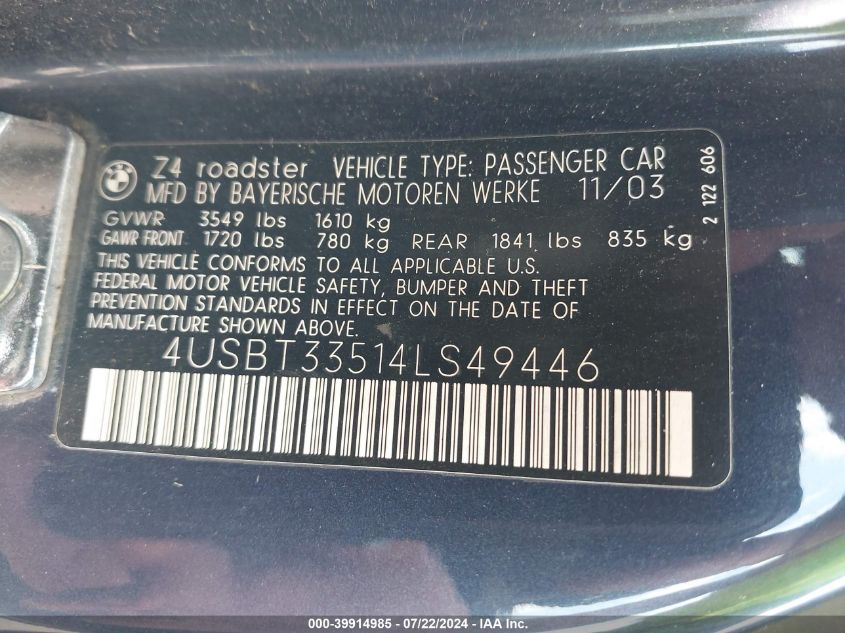 Z4 roadster VEHICLE TYPE: PASSENGER CAR
MFD BY BAYERISCHE MOTOREN WERKE 11/03
GVWR 3549 lbs 1610 kg
GAWR FRONT 1720 lbs 780 kg REAR 1841 lbs 835 kg
THIS VEHICLE CONFORMS TO ALL APPLICABLE U.S.
FEDERAL MOTOR VEHICLE SAFETY, BUMPER AND THEFT
PREVENTION STANDARDS IN EFFECT ON THE DATE OF
MANUFACTURE SHOWN ABOVE.
4USBT33514LS49446
2 122 606
000-39914985 - 07/22/2024 - IAA Inc.